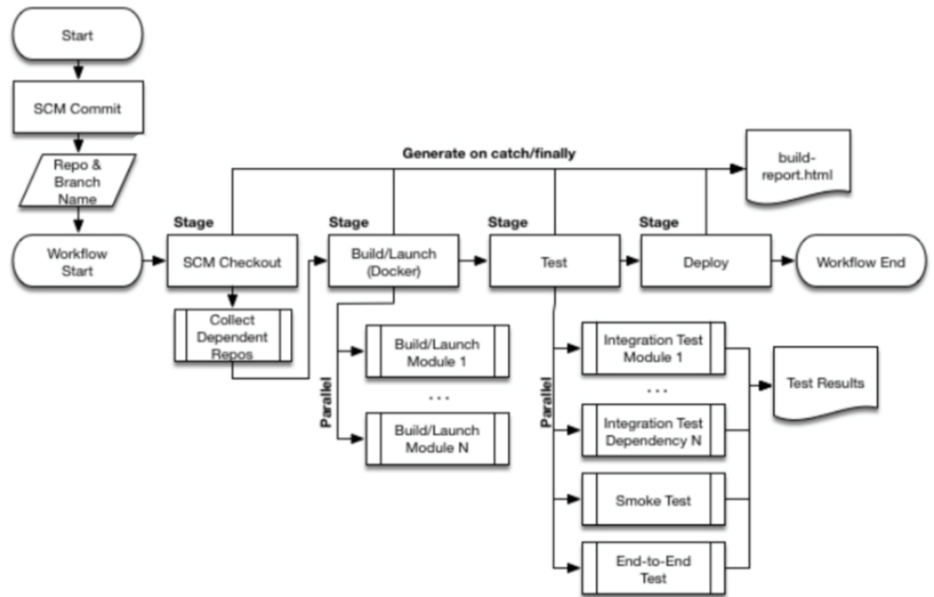 Start
SCM Commit
Repo &
Branch
Name
Workflow
Start
Generate on catch/finally
build-
report.html
Stage
SCM Checkout
Collect
Dependent
Repos
Stage
Build/Launch
(Docker)
Parallel
Build/Launch
Module 1
...
Build/Launch
Module N
Stage
Test
Parallel
Integration Test
Module 1
...
Integration Test
Dependency N
Smoke Test
End-to-End
Test
Test Results
Stage
Deploy
Workflow End